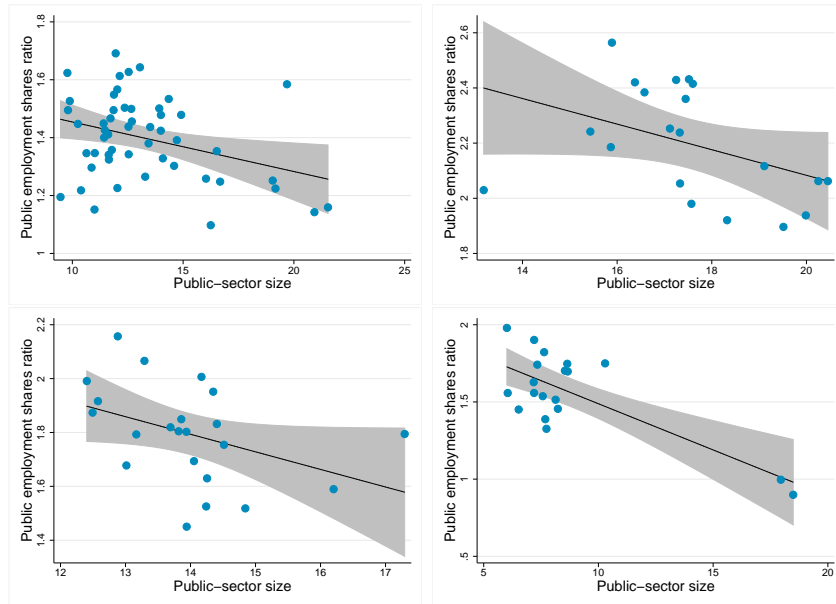 Public employment shares ratio
1.8
1.6
1.4
1.2
1
10 15 20 25
Public−sector size
Public employment shares ratio
2.6
2.4
2.2
2
1.8
14 16 18 20
Public−sector size
Public employment shares ratio
2.2
2
1.8
1.6
1.4
12 13 14 15 16 17
Public−sector size
Public employment shares ratio
2
1.5
1
.5
5 10 15 20
Public−sector size